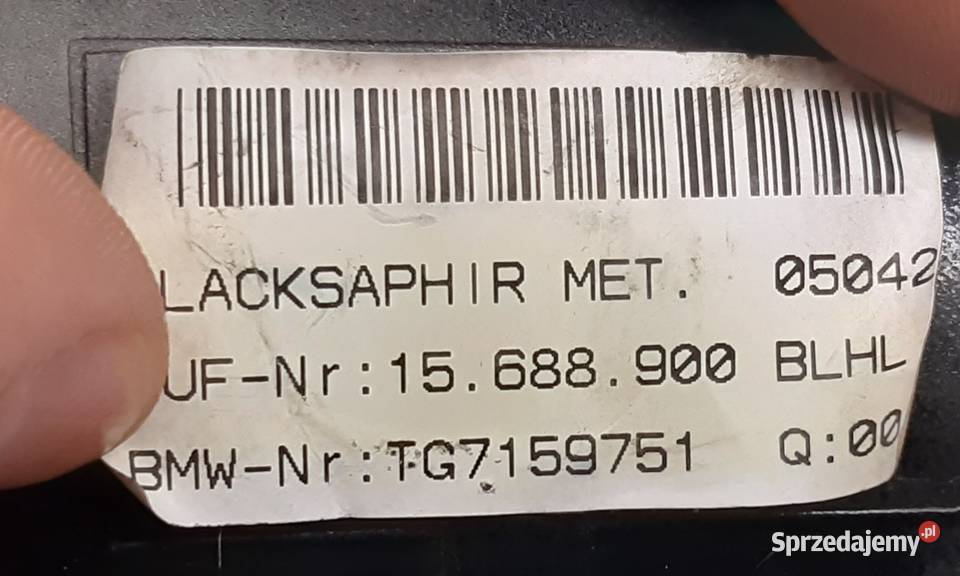 LACKSAPHIR MET. 05042
UF-Nr:15.688.900 BLHL
BMW-Nr:TG7159751 Q:00
Sprzedajemy.pl